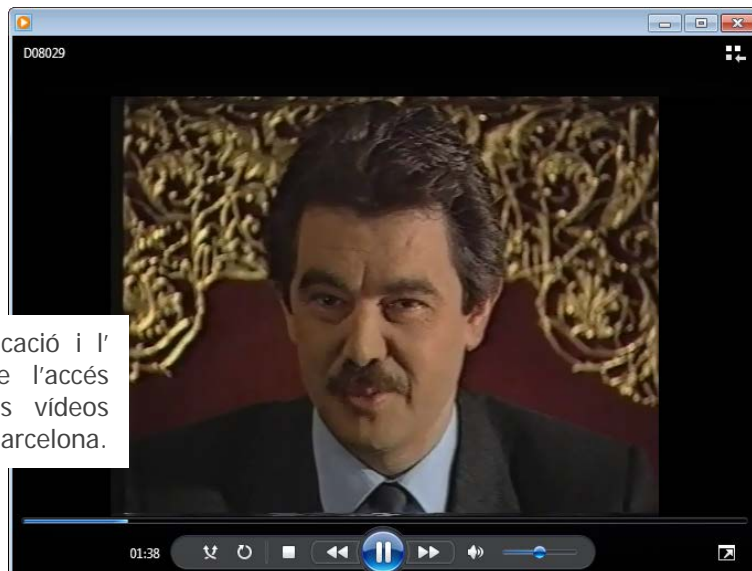 D08029
cació i l'
e l'accés
s vídeos
arcelona.
01:38